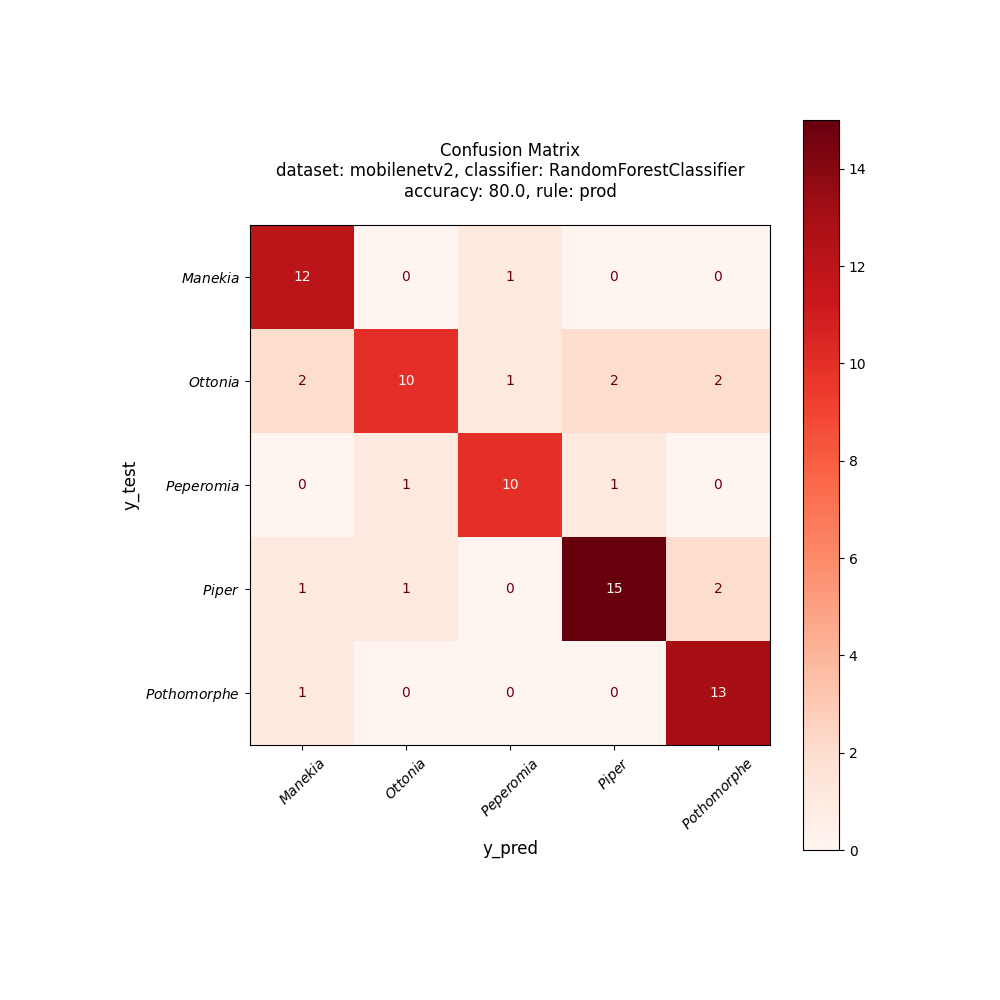 Confusion Matrix
dataset: mobilenetv2, classifier: RandomForestClassifier
accuracy: 80.0, rule: prod
Manekia 12 0 1 0 0
Ottonia 2 10 1 2 2
Peperomia 0 1 10 1 0
Piper 1 1 0 15 2
Pothomorphe 1 0 0 0 13
Manekia Ottonia Peperomia Piper Pothomorphe
y_test
y_pred
14
12
10
8
6
4
2
0